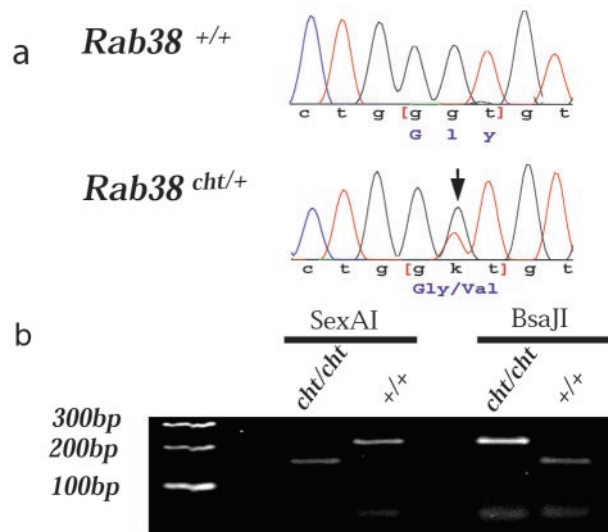 a
Rab38 +/+
c t g [g g t] g t
G l y
Rab38 cht/+
c t g [g k t] g t
Gly/Val
b
SexAI BsaJI
cht/cht +/+ cht/cht +/+
300bp
200bp
100bp